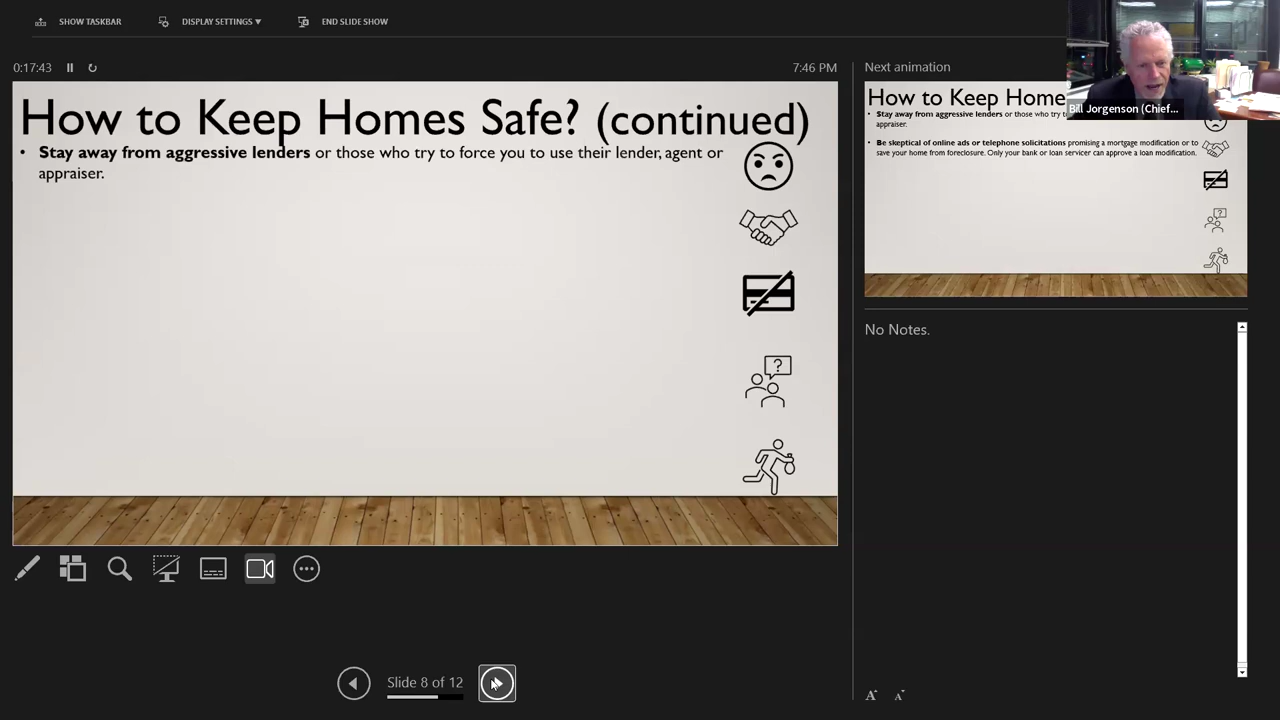 SHOW TASKBAR
DISPLAY SETTINGS ▼
END SLIDE SHOW
0:17:43
7:46 PM
How to Keep Homes Safe? (continued)
• Stay away from aggressive lenders or those who try to force you to use their lender, agent or
appraiser.
?
Slide 8 of 12
Next animation
Bill Jorgenson (Chief...
How to Keep Home
• Stay away from aggressive lenders or those who try t
appraiser.
• Be skeptical of online ads or telephone solicitations promising a mortgage modification or to
save your home from foreclosure. Only your bank or loan servicer can approve a loan modification.
?
No Notes.
A A